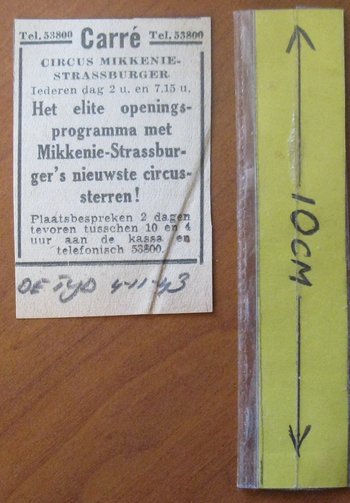 Tel. 53800 Carré Tel. 53800
CIRCUS MIKKENIE-
STRASSBURGER
Iederen dag 2 u. en 7.15 u,
Het elite openings-
programma met
Mikkenie-Strassbur-
ger's nieuwste circus-
sterren!
Plaatsbespreken 2 dagen
tevoren tusschen 10 en 4
uur aan de kassa en
telefonisch 53800.
DE TYD 4-11-43
10CM